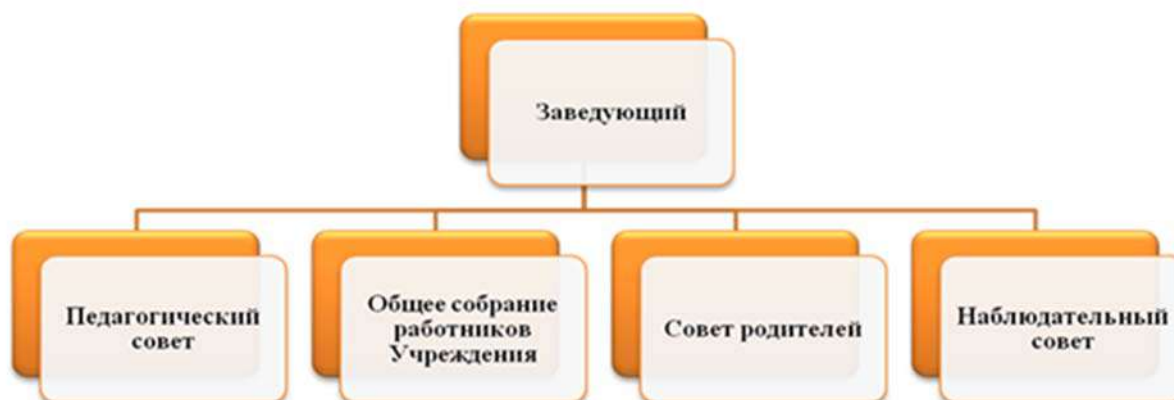 Заведующий
Педагогический
совет
Общее собрание
работников
Учреждения
Совет родителей
Наблюдательный
совет